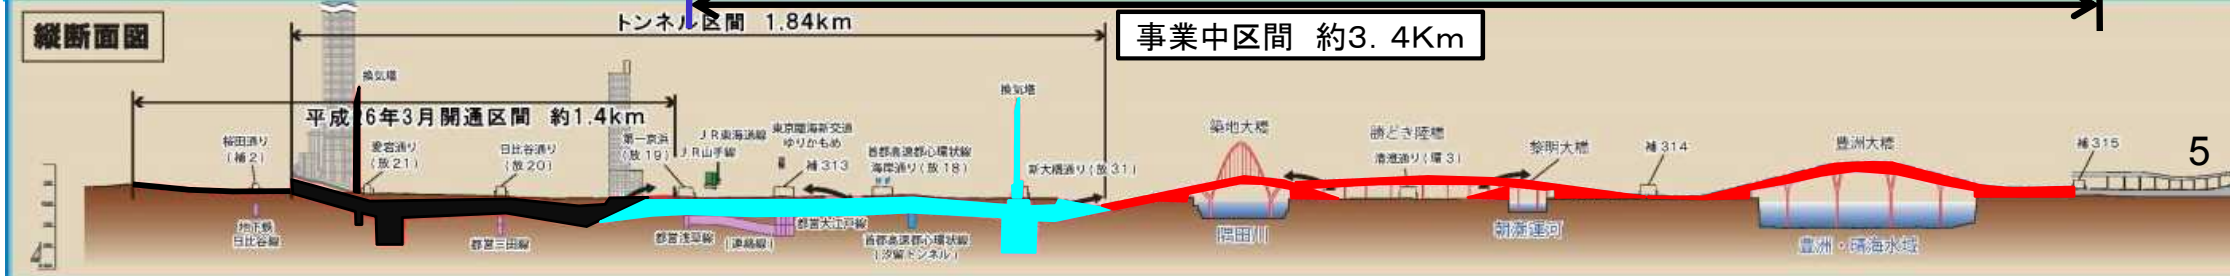 縦断面図
トンネル区間 1.84km
事業中区間 約3.4Km
換気塔
平成26年3月開通区間 約1.4km
桜田通り
(補2)
愛宕通り
(放21)
日比谷通り
(放20)
第一京浜
(放19)
JR東海道線
JR山手線
東京臨海新交通
ゆりかもめ
補313
首都高速都心環状線
海岸通り(放18)
換気塔
新大橋通り(放31)
築地大橋
勝どき陸橋
清澄通り(環3)
黎明大橋
補314
豊洲大橋
補315
5
地下鉄
日比谷線
都営三田線
都営浅草線
(連絡線)
都営大江戸線
首都高速都心環状線
(汐留トンネル)
隅田川
朝潮運河
豊洲・晴海水域